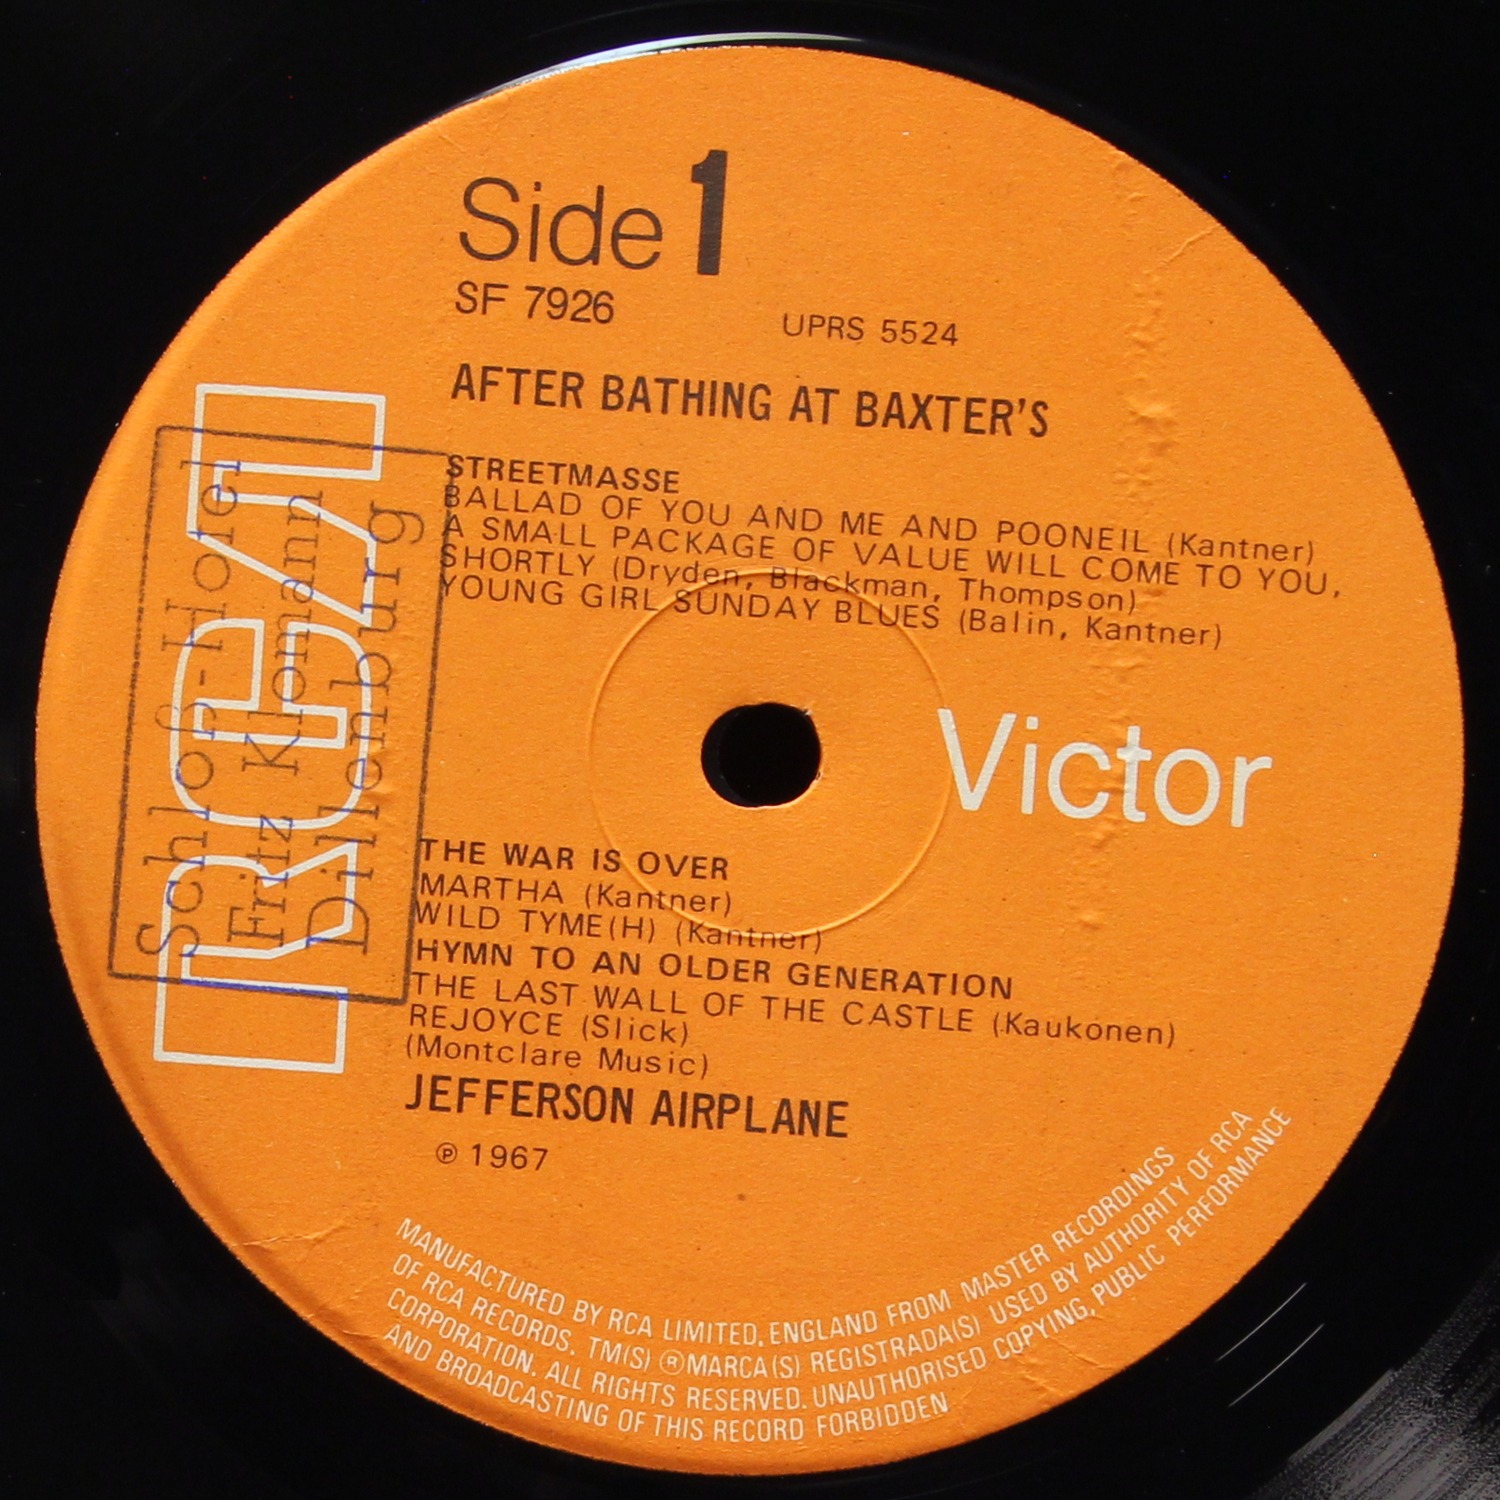 Side 1
SF 7926
UPRS 5524
AFTER BATHING AT BAXTER'S
STREETMASSE
BALLAD OF YOU AND ME AND POONEIL (Kantner)
A SMALL PACKAGE OF VALUE WILL COME TO YOU,
SHORTLY (Dryden, Blackman, Thompson)
YOUNG GIRL SUNDAY BLUES (Balin, Kantner)
RCA
Victor
Schloß-Hotel
Fritz Klomann
Dillenburg
THE WAR IS OVER
MARTHA (Kantner)
WILD TYME(H) (Kantner)
HYMN TO AN OLDER GENERATION
THE LAST WALL OF THE CASTLE (Kaukonen)
REJOYCE (Slick)
(Montclare Music)
JEFFERSON AIRPLANE
℗ 1967
MANUFACTURED BY RCA LIMITED, ENGLAND FROM MASTER RECORDINGS
OF RCA RECORDS. TM(S) ® MARCA(S) REGISTRADA(S) USED BY AUTHORITY OF RCA
CORPORATION. ALL RIGHTS RESERVED. UNAUTHORISED COPYING, PUBLIC PERFORMANCE
AND BROADCASTING OF THIS RECORD FORBIDDEN